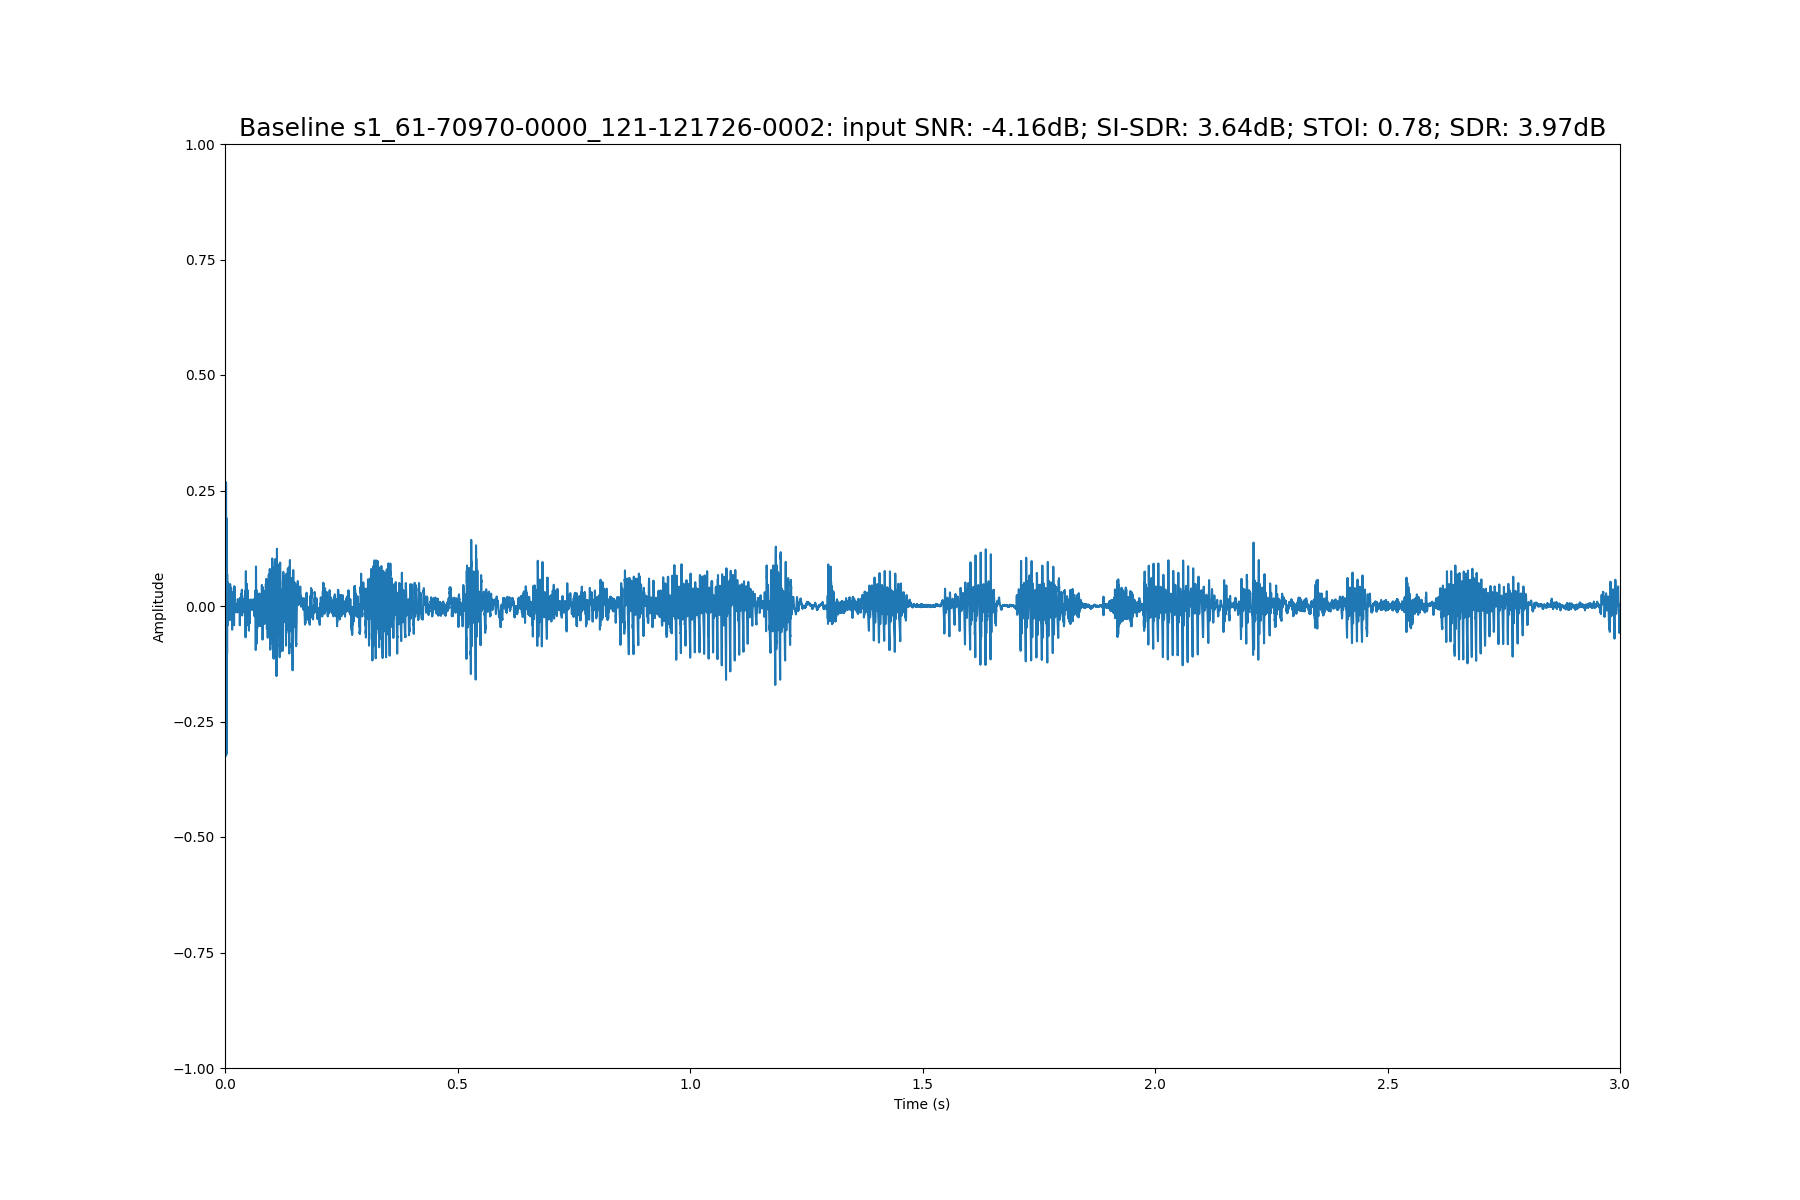 Baseline s1_61-70970-0000_121-121726-0002: input SNR: -4.16dB; SI-SDR: 3.64dB; STOI: 0.78; SDR: 3.97dB
1.00
0.75
0.50
0.25
0.00
−0.25
−0.50
−0.75
−1.00
Amplitude
0.0 0.5 1.0 1.5 2.0 2.5 3.0
Time (s)